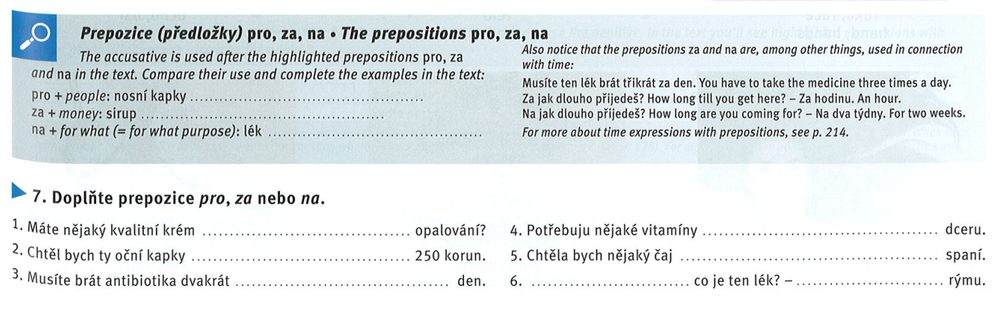 Prepozice (předložky) pro, za, na • The prepositions pro, za, na
The accusative is used after the highlighted prepositions pro, za
and na in the text. Compare their use and complete the examples in the text:
pro + people: nosní kapky ................................................
za + money: sirup ..................................................
na + for what (= for what purpose): lék ............................................
Also notice that the prepositions za and na are, among other things, used in connection
with time:
Musíte ten lék brát třikrát za den. You have to take the medicine three times a day.
Za jak dlouho přijedeš? How long till you get here? – Za hodinu. An hour.
Na jak dlouho přijedeš? How long are you coming for? – Na dva týdny. For two weeks.
For more about time expressions with prepositions, see p. 214.
7. Doplňte prepozice pro, za nebo na.
1. Máte nějaký kvalitní krém ........................................... opalování?
2. Chtěl bych ty oční kapky ............................................. 250 korun.
3. Musíte brát antibiotika dvakrát ............................................ den.
4. Potřebuju nějaké vitamíny ................................................ dceru.
5. Chtěla bych nějaký čaj ..................................................... spaní.
6. ................................. co je ten lék? – .............................. rýmu.